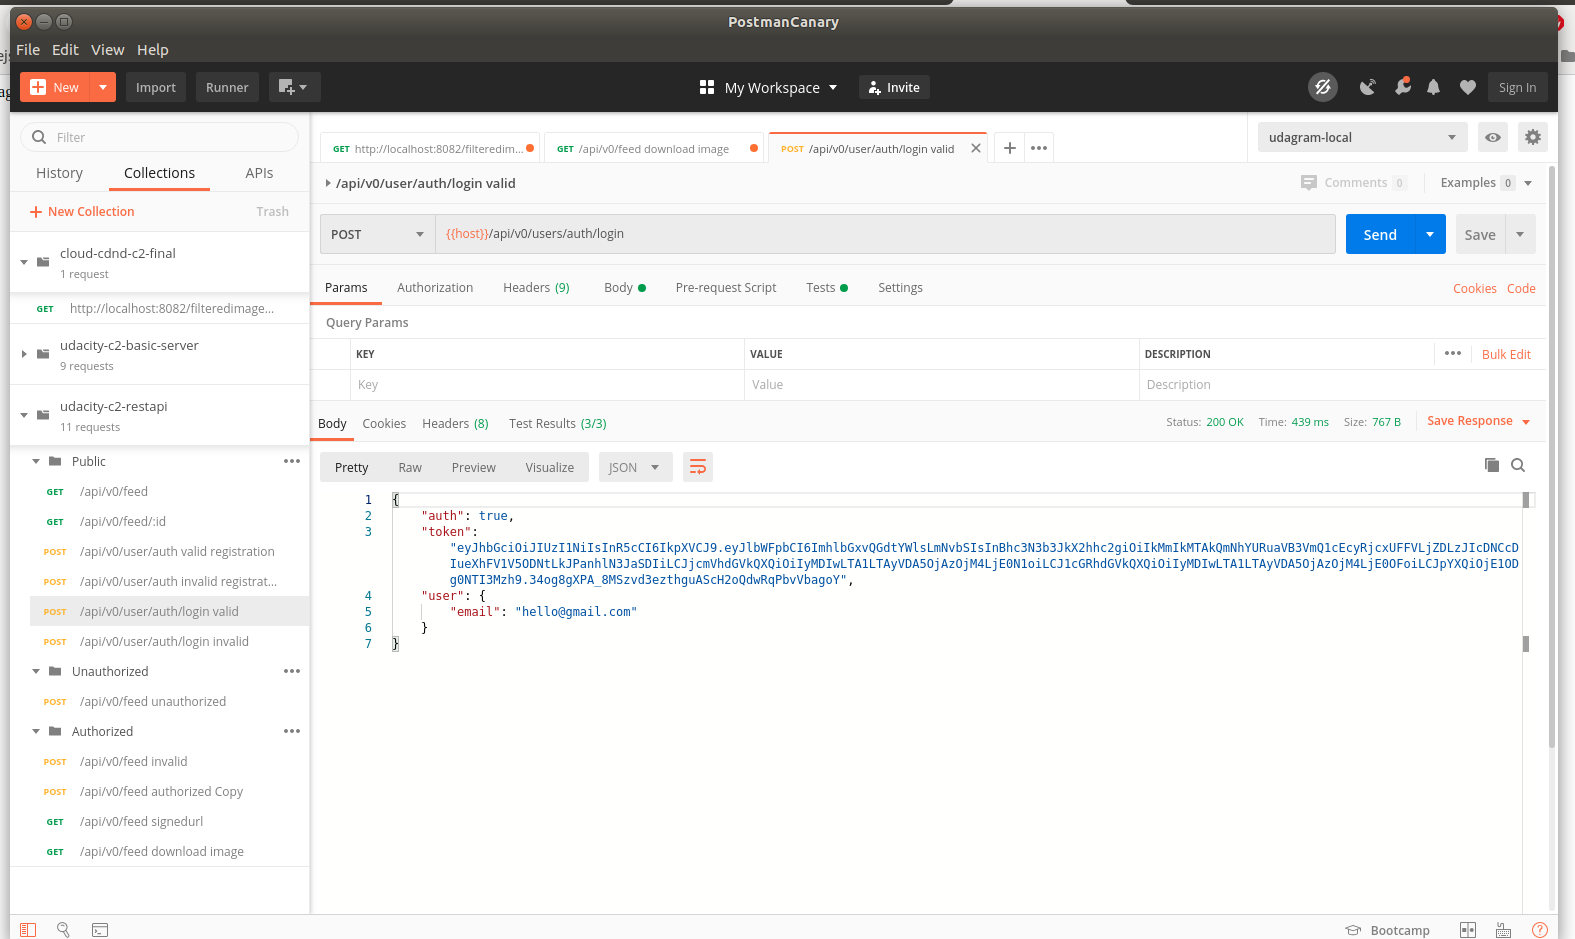 PostmanCanary
File Edit View Help
New Import Runner My Workspace Invite Sign In
Filter
History Collections APIs
New Collection Trash
cloud-cdnd-c2-final
1 request
GET http://localhost:8082/filteredimage...
udacity-c2-basic-server
9 requests
udacity-c2-restapi
11 requests
Public
GET /api/v0/feed
GET /api/v0/feed/:id
POST /api/v0/user/auth valid registration
POST /api/v0/user/auth invalid registrat...
POST /api/v0/user/auth/login valid
POST /api/v0/user/auth/login invalid
Unauthorized
POST /api/v0/feed unauthorized
Authorized
POST /api/v0/feed invalid
POST /api/v0/feed authorized Copy
GET /api/v0/feed signedurl
GET /api/v0/feed download image
GET http://localhost:8082/filteredim... GET /api/v0/feed download image POST /api/v0/user/auth/login valid udagram-local
/api/v0/user/auth/login valid Comments 0 Examples 0
POST {{host}}/api/v0/users/auth/login Send Save
Params Authorization Headers (9) Body Pre-request Script Tests Settings Cookies Code
Query Params
KEY VALUE DESCRIPTION Bulk Edit
Key Value Description
Body Cookies Headers (8) Test Results (3/3) Status: 200 OK Time: 439 ms Size: 767 B Save Response
Pretty Raw Preview Visualize JSON
1 {
2 "auth": true,
3 "token":
4 "user": {
5 "email": "hello@gmail.com"
6 }
7 }
Bootcamp